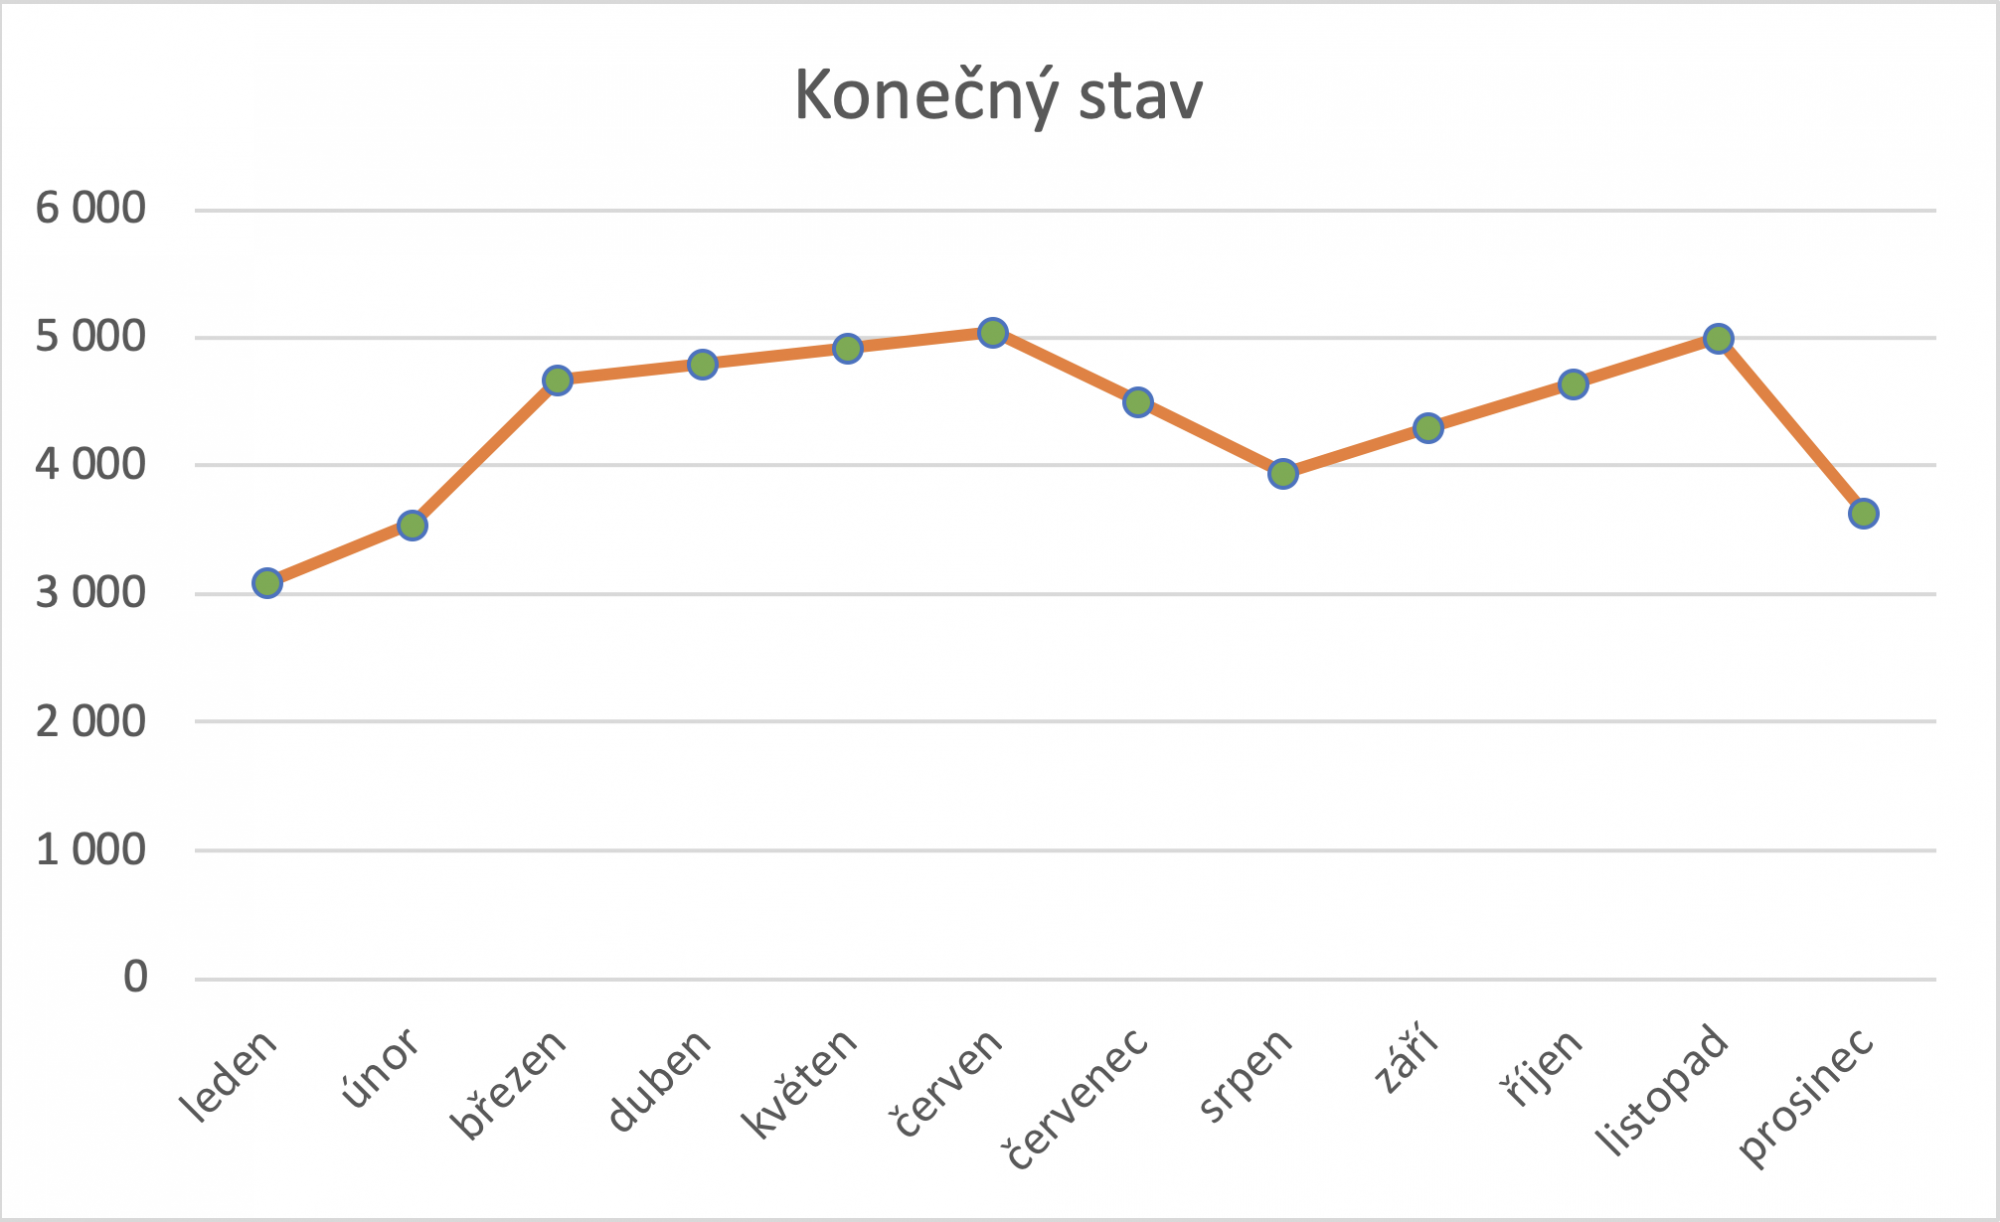 Konečný stav
6 000
5 000
4 000
3 000
2 000
1 000
0
leden
únor
březen
duben
květen
červen
červenec
srpen
září
říjen
listopad
prosinec